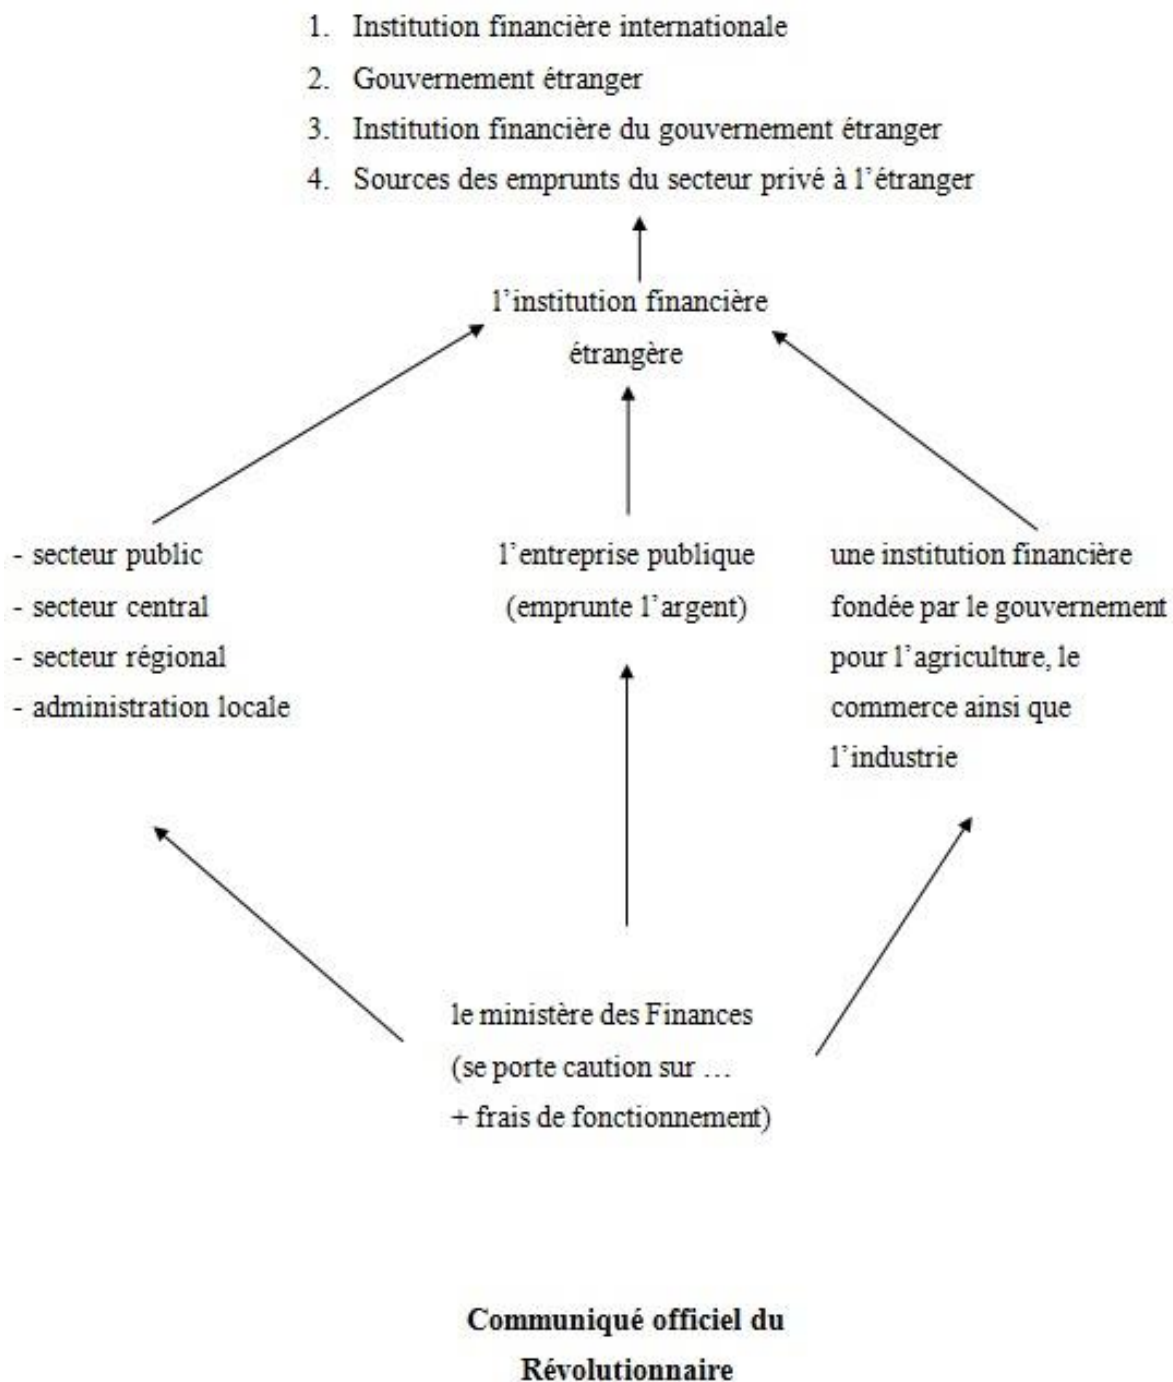 1. Institution financière internationale
2. Gouvernement étranger
3. Institution financière du gouvernement étranger
4. Sources des emprunts du secteur privé à l’étranger
l’institution financière
étrangère
- secteur public
- secteur central
- secteur régional
- administration locale
l’entreprise publique
(emprunte l’argent)
une institution financière
fondée par le gouvernement
pour l’agriculture, le
commerce ainsi que
l’industrie
le ministère des Finances
(se porte caution sur …
+ frais de fonctionnement)
Communiqué officiel du
Révolutionnaire